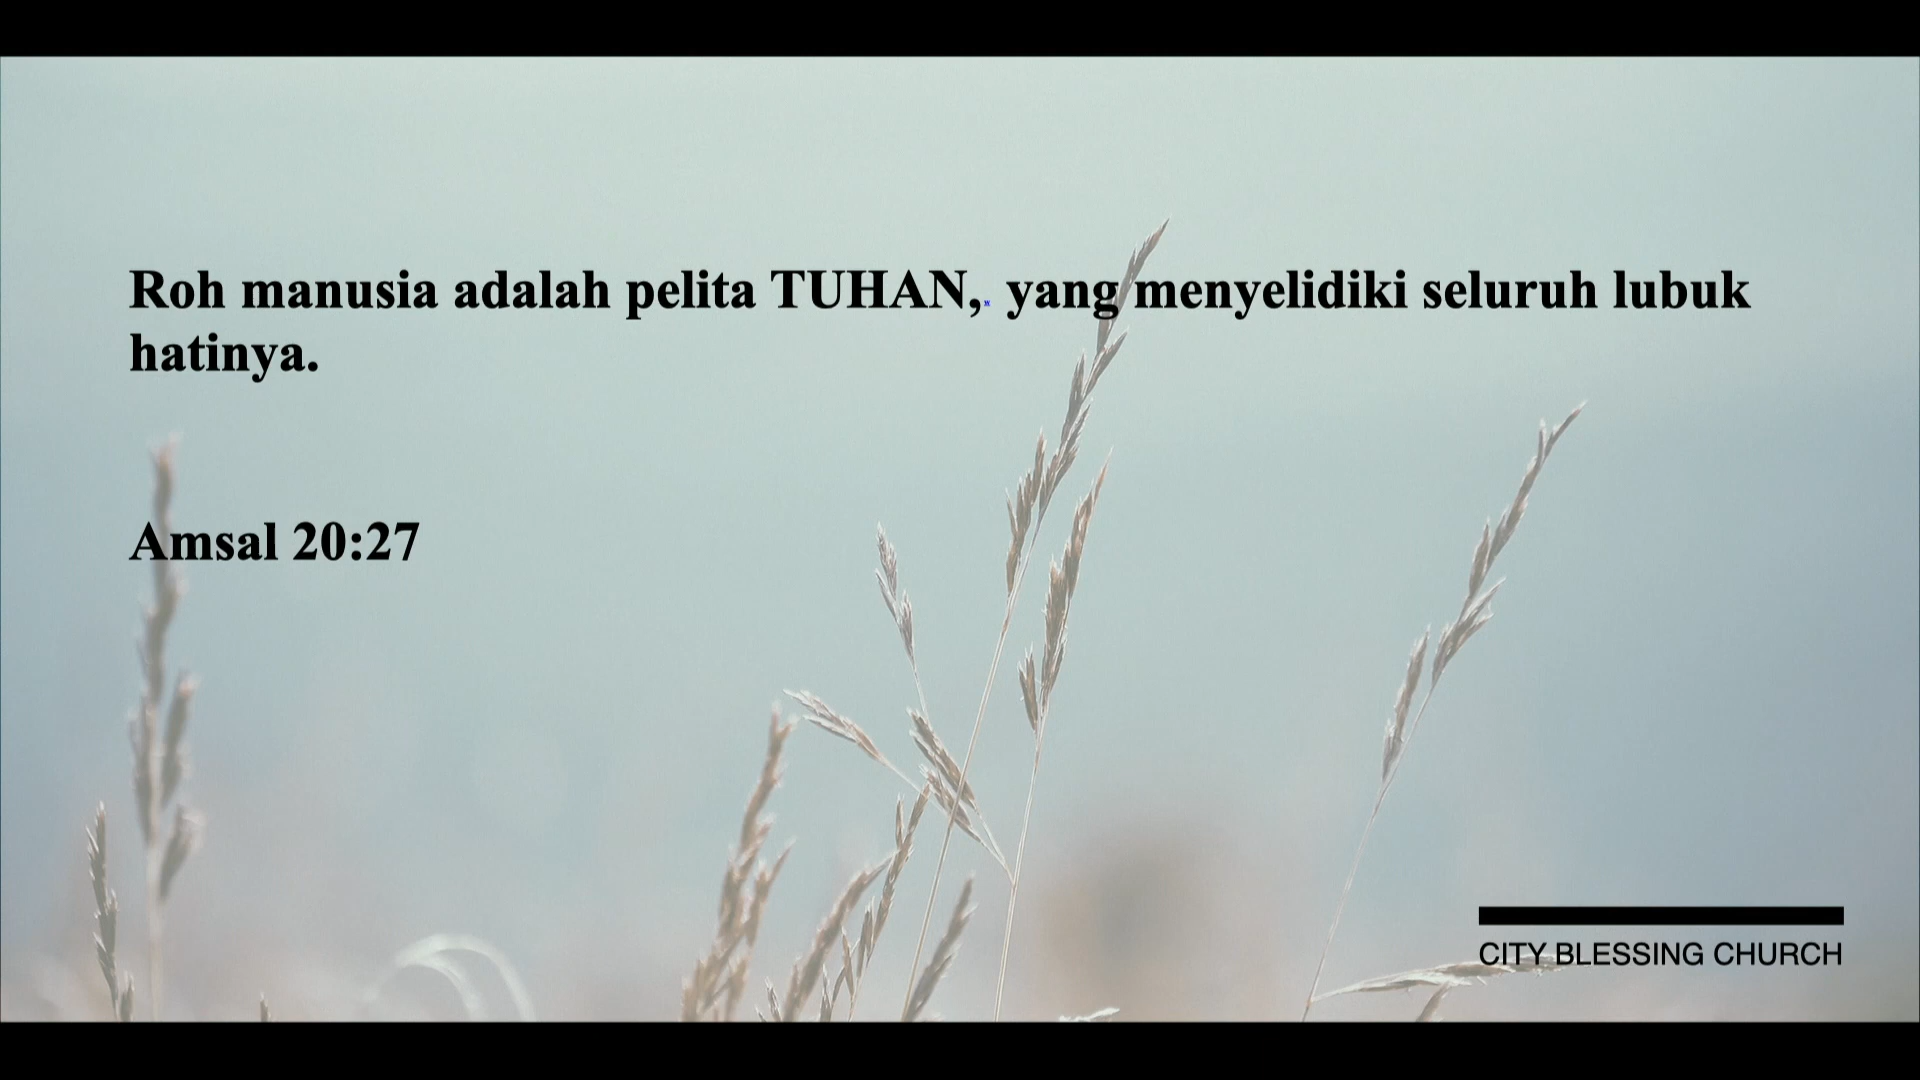 Roh manusia adalah pelita TUHAN, yang menyelidiki seluruh lubuk
hatinya.
Amsal 20:27
CITY BLESSING CHURCH